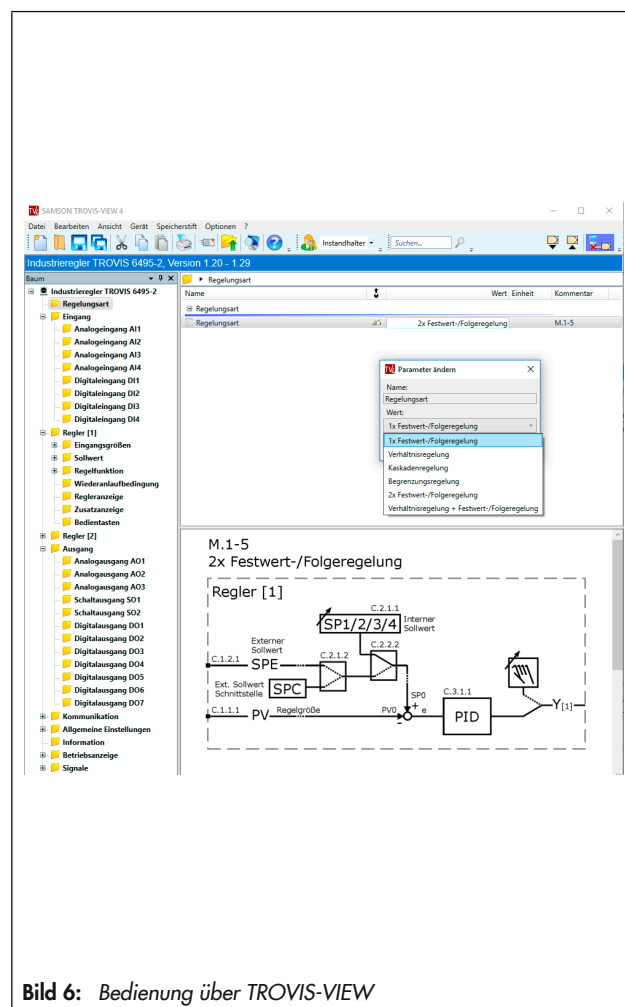 SAMSON TROVIS-VIEW 4
Datei Bearbeiten Ansicht Gerät Speicherstift Optionen ?
Instandhalter
Suchen...
Industrieregler TROVIS 6495-2, Version 1.20 - 1.29
Baum
Industrieregler TROVIS 6495-2
Regelungsart
Eingang
Analogeingang AI1
Analogeingang AI2
Analogeingang AI3
Analogeingang AI4
Digitaleingang DI1
Digitaleingang DI2
Digitaleingang DI3
Digitaleingang DI4
Regler [1]
Eingangsgrößen
Sollwert
Regelfunktion
Wiederanlaufbedingung
Regleranzeige
Zusatzanzeige
Bedientasten
Regler [2]
Ausgang
Analogausgang AO1
Analogausgang AO2
Analogausgang AO3
Schaltausgang SO1
Schaltausgang SO2
Digitalausgang DO1
Digitalausgang DO2
Digitalausgang DO3
Digitalausgang DO4
Digitalausgang DO5
Digitalausgang DO6
Digitalausgang DO7
Kommunikation
Allgemeine Einstellungen
Information
Betriebsanzeige
Signale
Regelungsart
Name Wert Einheit Kommentar
Regelungsart
Regelungsart 2x Festwert-/Folgeregelung M.1-5
Parameter ändern
Name:
Regelungsart
Wert:
1x Festwert-/Folgeregelung
1x Festwert-/Folgeregelung
Verhältnisregelung
Kaskadenregelung
Begrenzungsregelung
2x Festwert-/Folgeregelung
Verhältnisregelung + Festwert-/Folgeregelung
M.1-5
2x Festwert-/Folgeregelung
Regler [1]
C.2.1.1
SP1/2/3/4 Interner
Sollwert
Externer
Sollwert
C.2.1.2
C.2.2.2
C.1.2.1
SPE
Ext. Sollwert
Schnittstelle
SPC
SP0
C.3.1.1
C.1.1.1
PV
Regelgröße
PV0
+
-
e
PID
Y[1]
Bild 6: Bedienung über TROVIS-VIEW